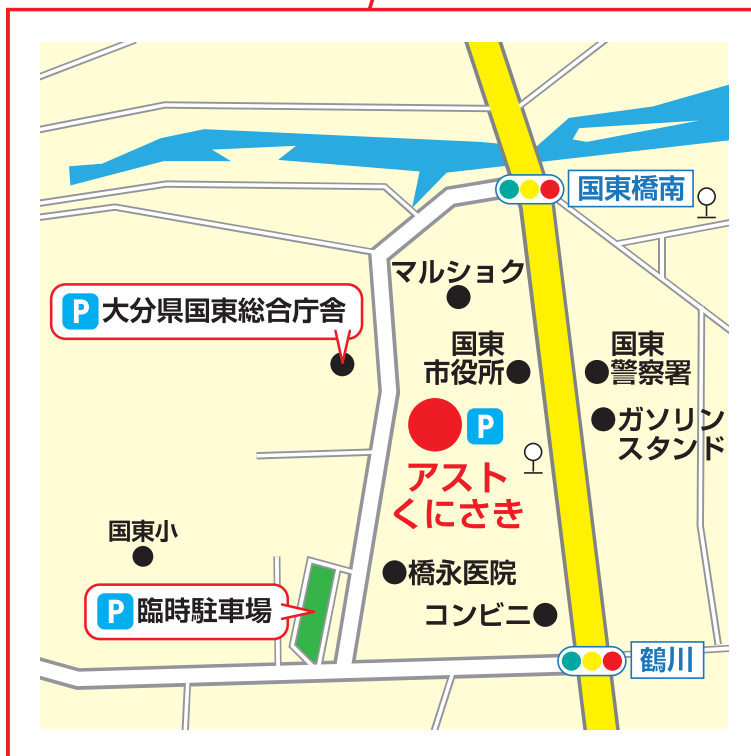 国東橋南
マルショク
P 大分県国東総合庁舎
国東
市役所
国東
警察署
P
ガソリン
スタンド
アスト
くにさき
国東小
橋永医院
P 臨時駐車場
コンビニ
鶴川